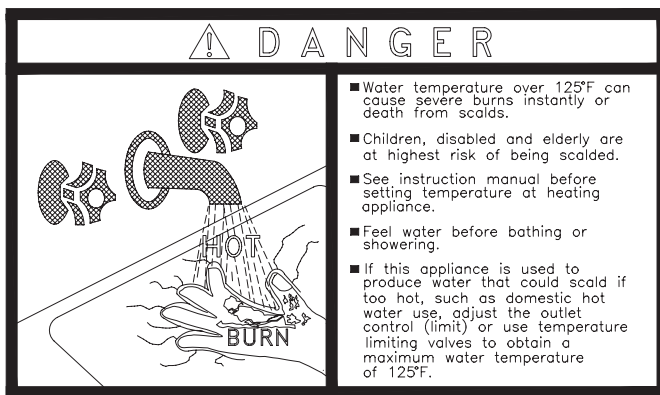 DANGER
HOT
BURN
■ Water temperature over 125°F can
cause severe burns instantly or
death from scalds.
■ Children, disabled and elderly are
at highest risk of being scalded.
■ See instruction manual before
setting temperature at heating
appliance.
■ Feel water before bathing or
showering.
■ If this appliance is used to
produce water that could scald if
too hot, such as domestic hot
water use, adjust the outlet
control (limit) or use temperature
limiting valves to obtain a
maximum water temperature
of 125°F.